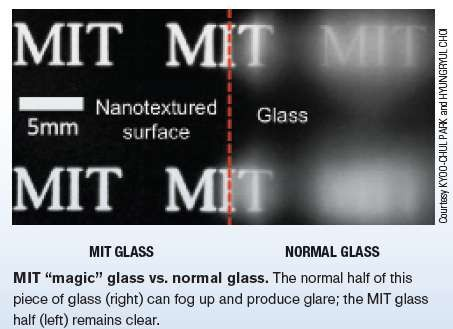 MIT MIT MIT
5mm
Nanotextured
surface
Glass
MIT MIT
Courtesy KYOO-CHUL PARK and HYUNGRYUL CHOI
MIT GLASS
NORMAL GLASS
MIT “magic” glass vs. normal glass. The normal half of this
piece of glass (right) can fog up and produce glare; the MIT glass
half (left) remains clear.